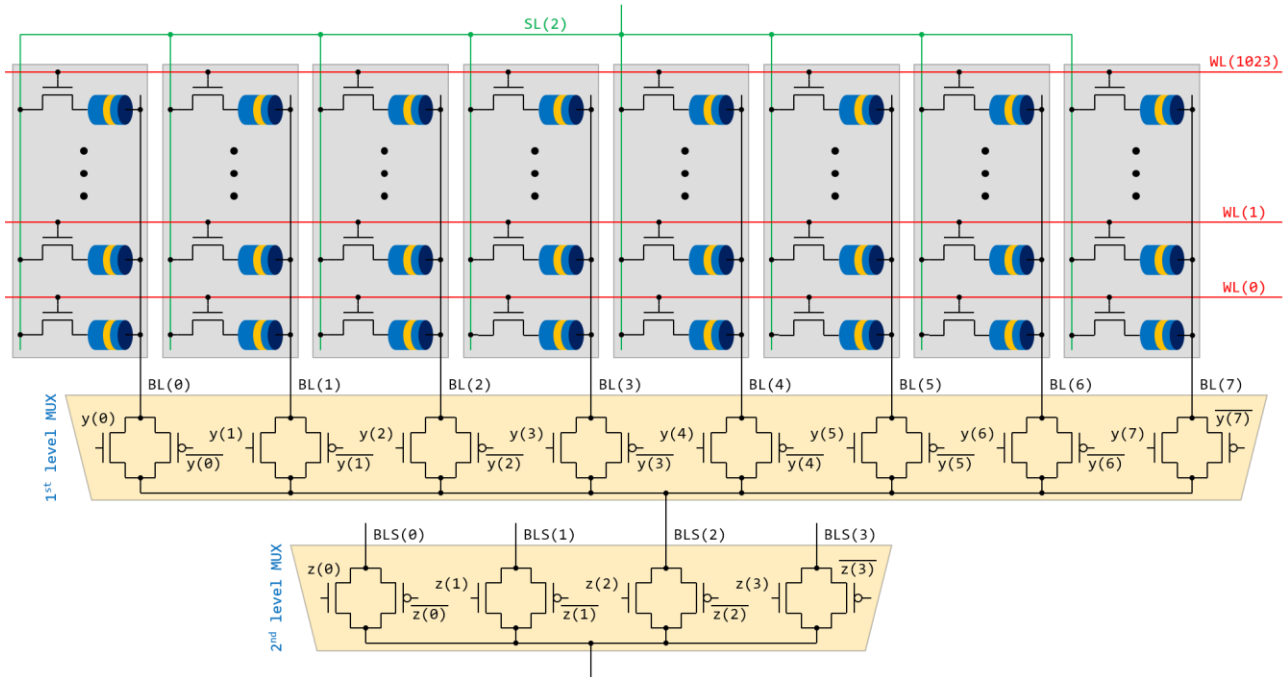 SL(2)
WL(1023)
WL(1)
WL(0)
BL(0) BL(1) BL(2) BL(3) BL(4) BL(5) BL(6) BL(7)
1st level MUX
y(0) y(1) y(2) y(3) y(4) y(5) y(6) y(7) y(7)
y(0) y(1) y(2) y(3) y(4) y(5) y(6)
BLS(0) BLS(1) BLS(2) BLS(3)
2nd level MUX
z(0) z(1) z(2) z(3) z(3)
z(0) z(1) z(2)